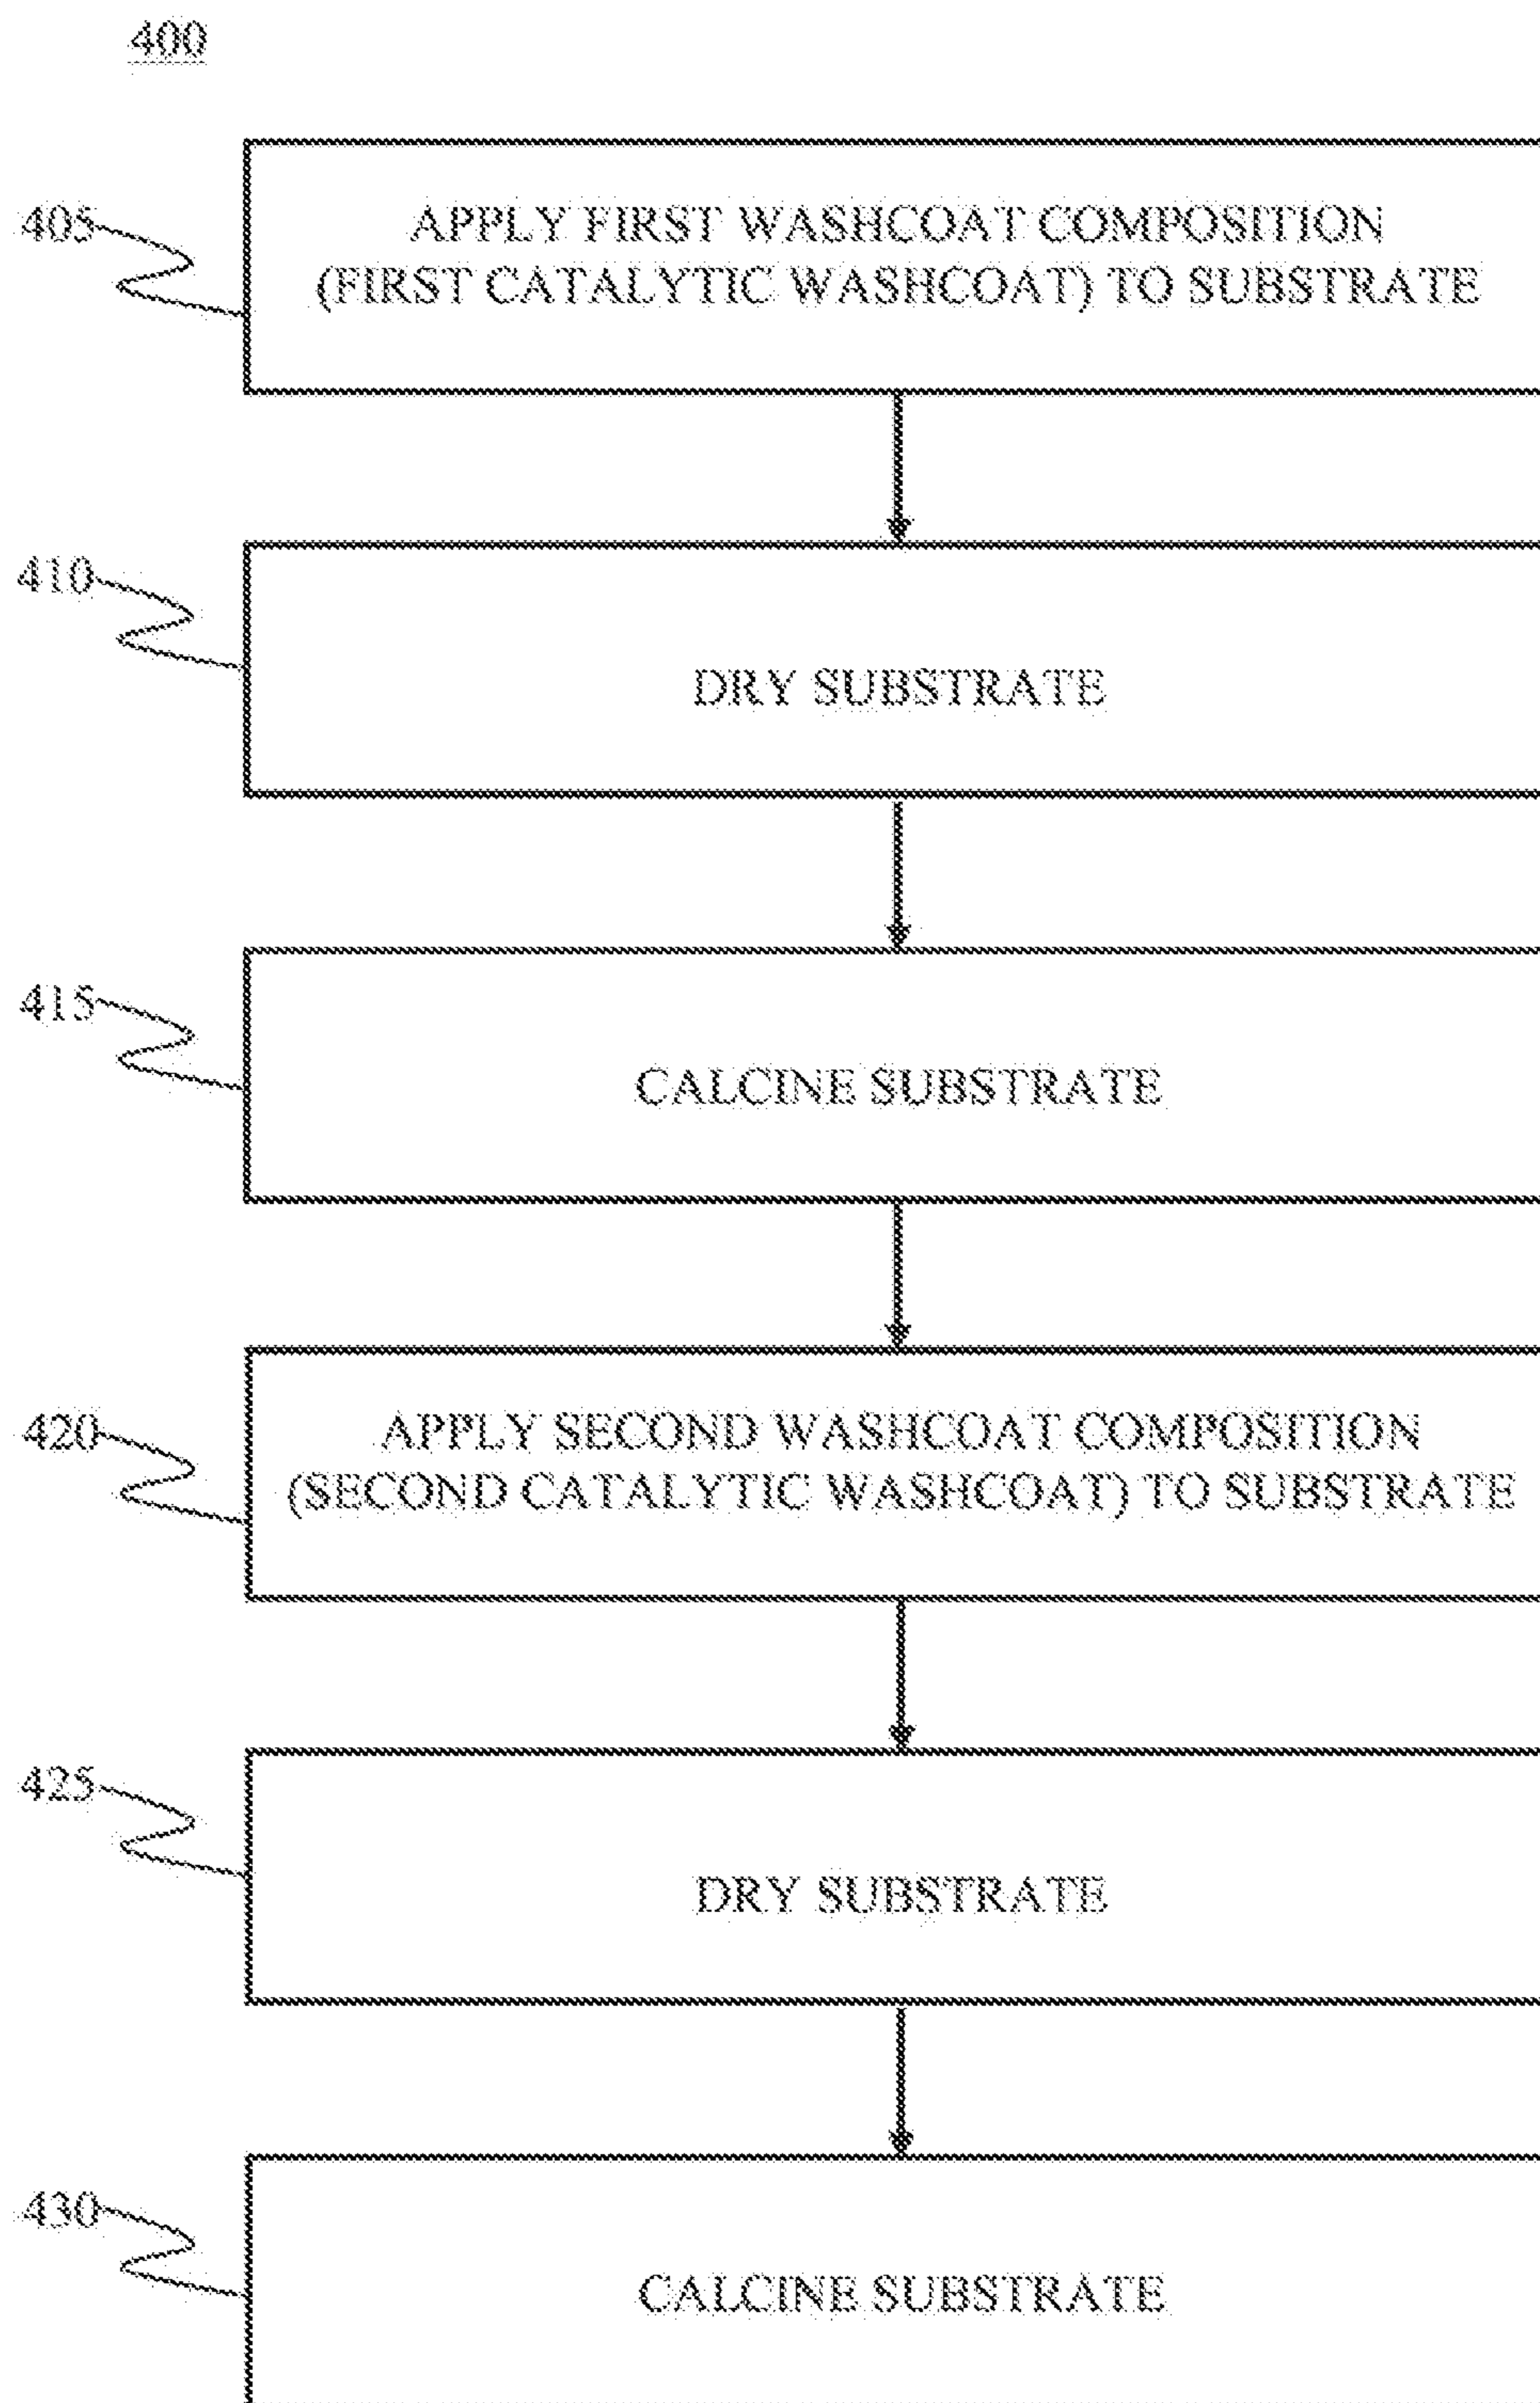 400
405
APPLY FIRST WASHCOAT COMPOSITION
(FIRST CATALYTIC WASHCOAT) TO SUBSTRATE
410
DRY SUBSTRATE
415
CALCINE SUBSTRATE
420
APPLY SECOND WASHCOAT COMPOSITION
(SECOND CATALYTIC WASHCOAT) TO SUBSTRATE
425
DRY SUBSTRATE
430
CALCINE SUBSTRATE